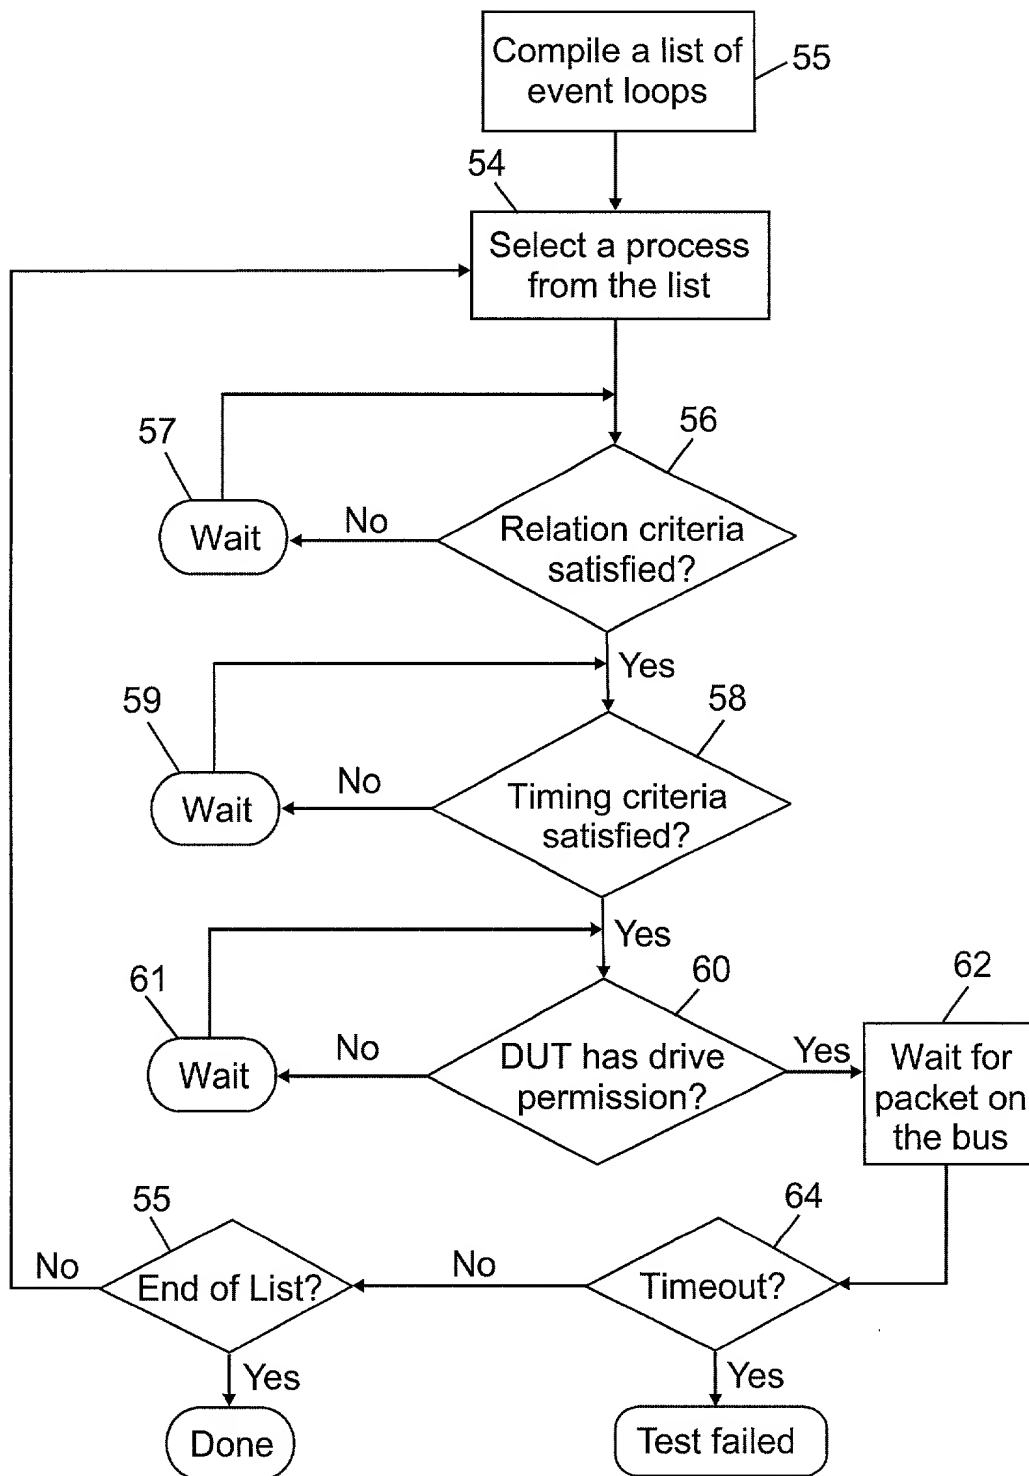 Compile a list of
event loops
55
54
Select a process
from the list
57
56
Wait
No
Relation criteria
satisfied?
Yes
59
58
Wait
No
Timing criteria
satisfied?
Yes
61
60
62
Wait
No
DUT has drive
permission?
Yes
Wait for
packet on
the bus
55
64
No
End of List?
No
Timeout?
Yes
Yes
Done
Test failed